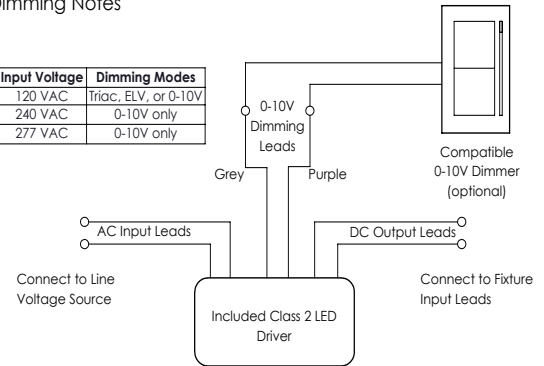 Dimming Notes
Input Voltage Dimming Modes
120 VAC Triac, ELV, or 0-10V
240 VAC 0-10V only
277 VAC 0-10V only
0-10V
Dimming
Leads
Grey
Purple
Compatible
0-10V Dimmer
(optional)
AC Input Leads
DC Output Leads
Connect to Line
Voltage Source
Connect to Fixture
Input Leads
Included Class 2 LED
Driver